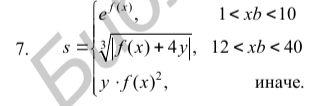 e^{f(x)}, 1 < xb < 10
7. s = { ∛|f(x) + 4y|, 12 < xb < 40
y · f(x)², иначе.